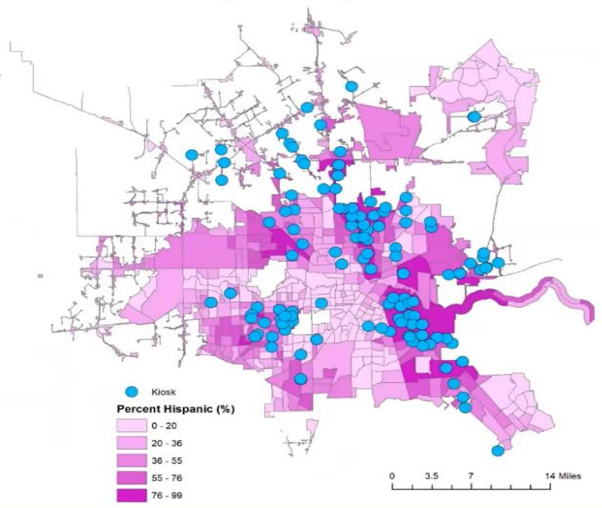 Kiosk
Percent Hispanic (%)
0 - 20
20 - 36
36 - 55
55 - 76
76 - 99
0 3.5 7 14 Miles